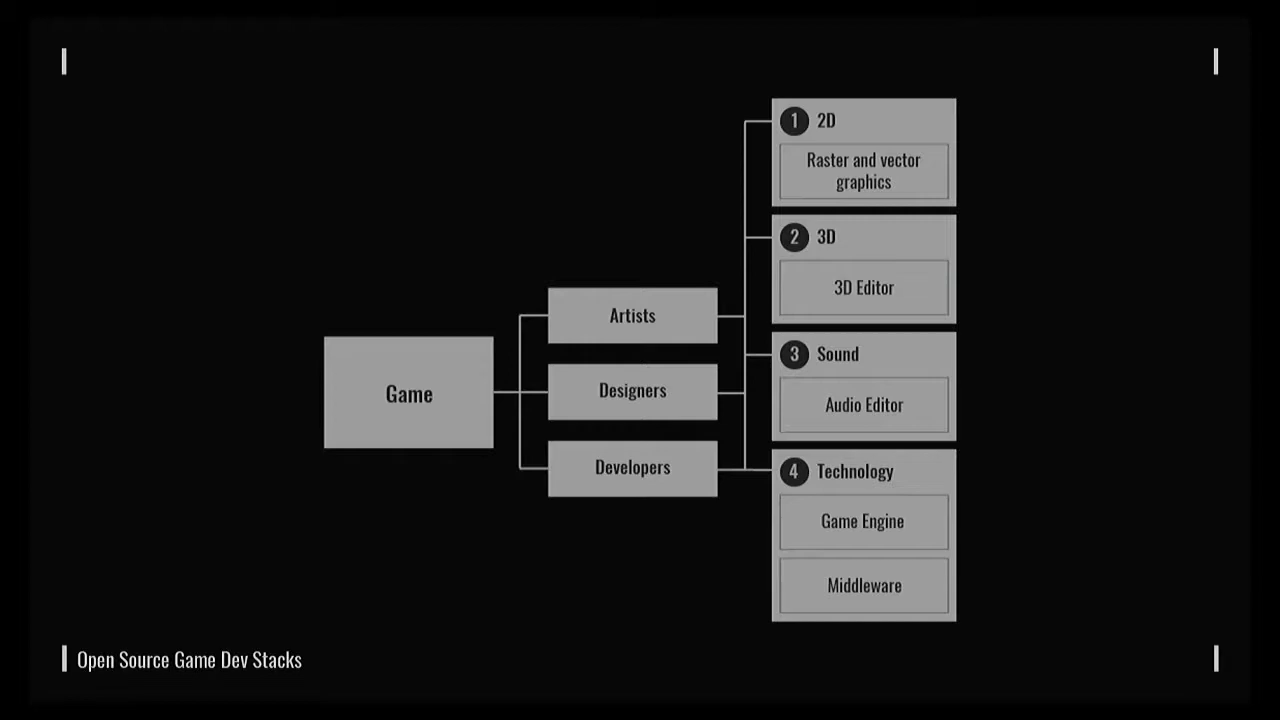 Game
Artists
Designers
Developers
1 2D
Raster and vector
graphics
2 3D
3D Editor
3 Sound
Audio Editor
4 Technology
Game Engine
Middleware
Open Source Game Dev Stacks